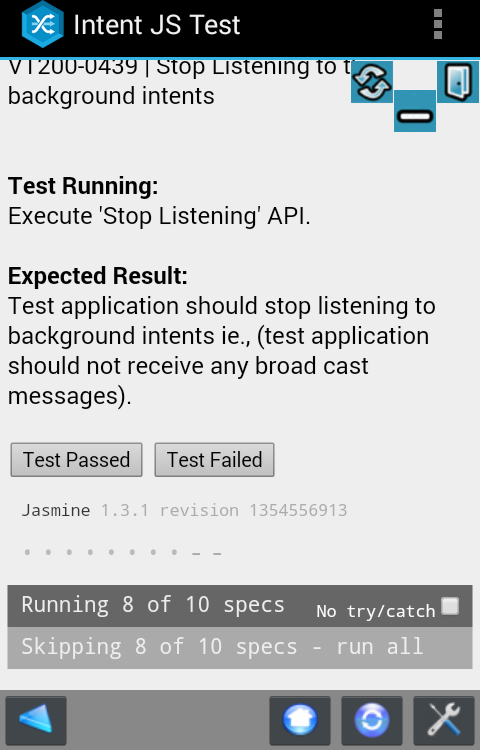 Intent JS Test
VT200-0439 | Stop Listening to
background intents
Test Running:
Execute 'Stop Listening' API.
Expected Result:
Test application should stop listening to
background intents ie., (test application
should not receive any broad cast
messages).
Test Passed
Test Failed
Jasmine 1.3.1 revision 1354556913
Running 8 of 10 specs
No try/catch
Skipping 8 of 10 specs - run all